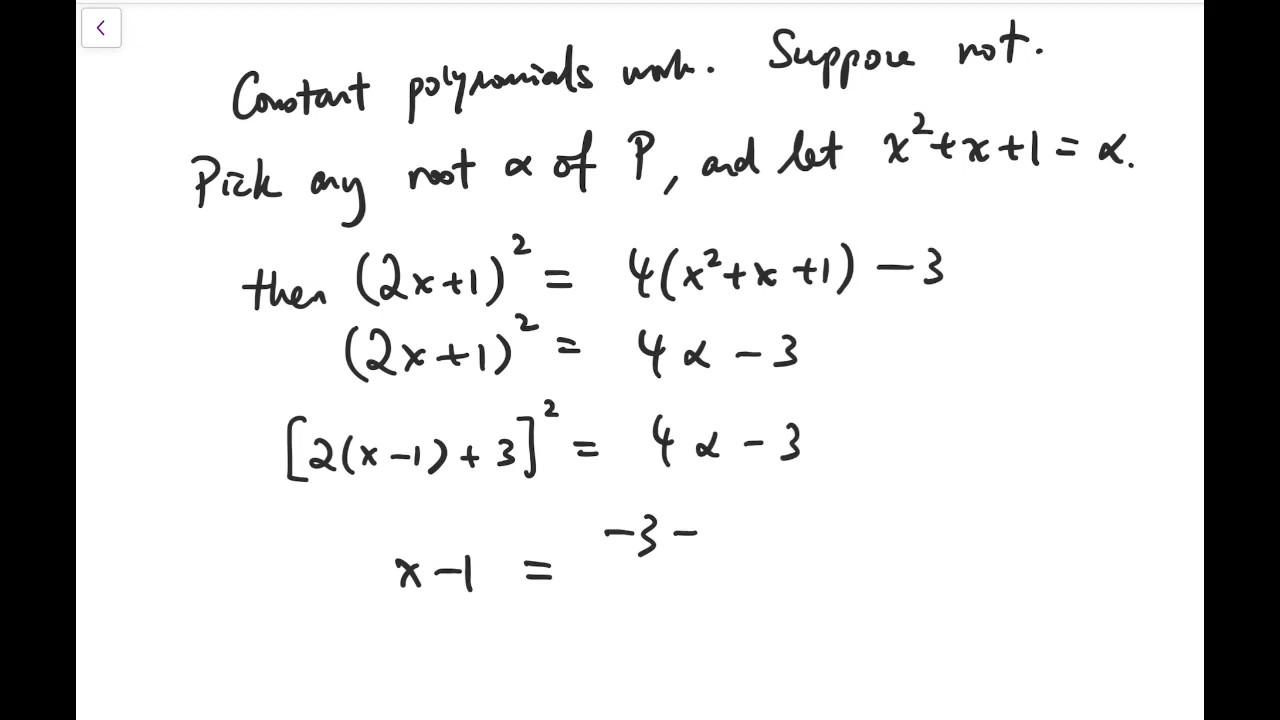 Constant polynomials work. Suppose not.
Pick any root α of P, and let x²+x+1 = α.
then (2x+1)² = 4(x²+x+1) − 3
(2x+1)² = 4α − 3
[2(x−1)+3]² = 4α − 3
x−1 = −3 −